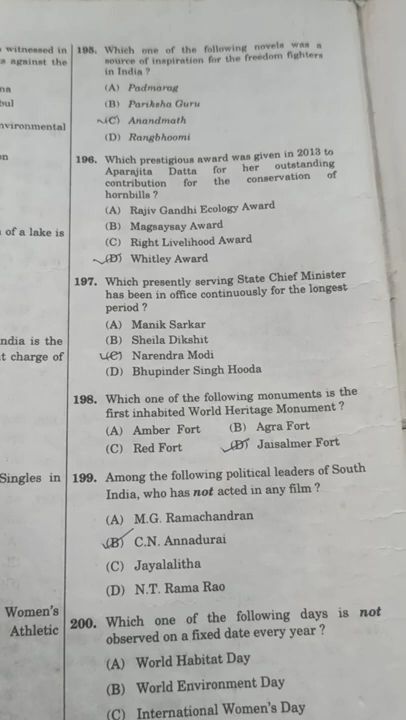 witnessed in
a against the
na
bul
nvironmental
n
of a lake is
ndia is the
t charge of
Singles in
Women's
Athletic
195. Which one of the following novels was a
source of inspiration for the freedom fighters
in India ?
(A) Padmarag
(B) Pariksha Guru
(C) Anandmath
(D) Rangbhoomi
196. Which prestigious award was given in 2013 to
Aparajita Datta for her outstanding
contribution for the conservation of
hornbills ?
(A) Rajiv Gandhi Ecology Award
(B) Magsaysay Award
(C) Right Livelihood Award
(D) Whitley Award
197. Which presently serving State Chief Minister
has been in office continuously for the longest
period ?
(A) Manik Sarkar
(B) Sheila Dikshit
(C) Narendra Modi
(D) Bhupinder Singh Hooda
198. Which one of the following monuments is the
first inhabited World Heritage Monument ?
(A) Amber Fort (B) Agra Fort
(C) Red Fort (D) Jaisalmer Fort
199. Among the following political leaders of South
India, who has not acted in any film ?
(A) M.G. Ramachandran
(B) C.N. Annadurai
(C) Jayalalitha
(D) N.T. Rama Rao
200. Which one of the following days is not
observed on a fixed date every year ?
(A) World Habitat Day
(B) World Environment Day
(C) International Women's Day